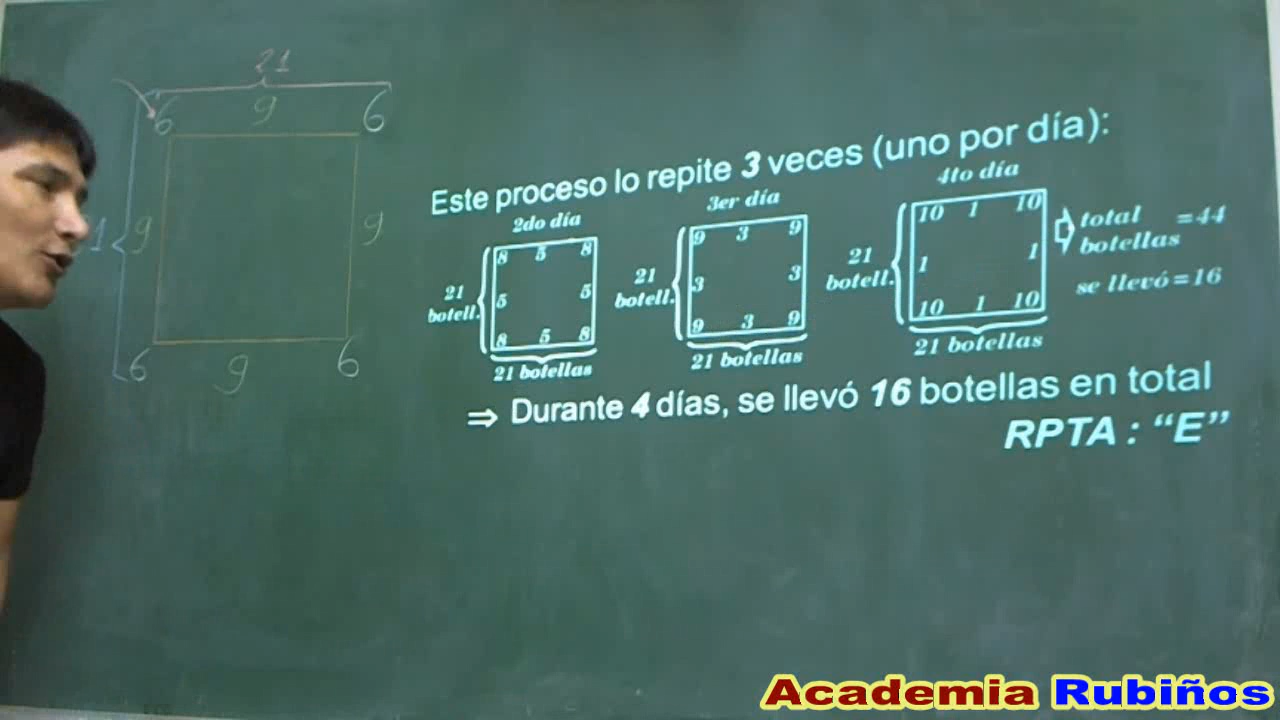 21
6 9 6
1 9 9
6 9 6
Este proceso lo repite 3 veces (uno por día):
2do día
8 5 8
21
botell.
5 5
8 5 8
21 botellas
3er día
9 3 9
21
botell.
3 3
9 3 9
21 botellas
4to día
10 1 10
21
botell.
1 1
10 1 10
21 botellas
total
botellas =44
se llevó=16
⇒ Durante 4 días, se llevó 16 botellas en total
RPTA : “E”
Academia Rubiños